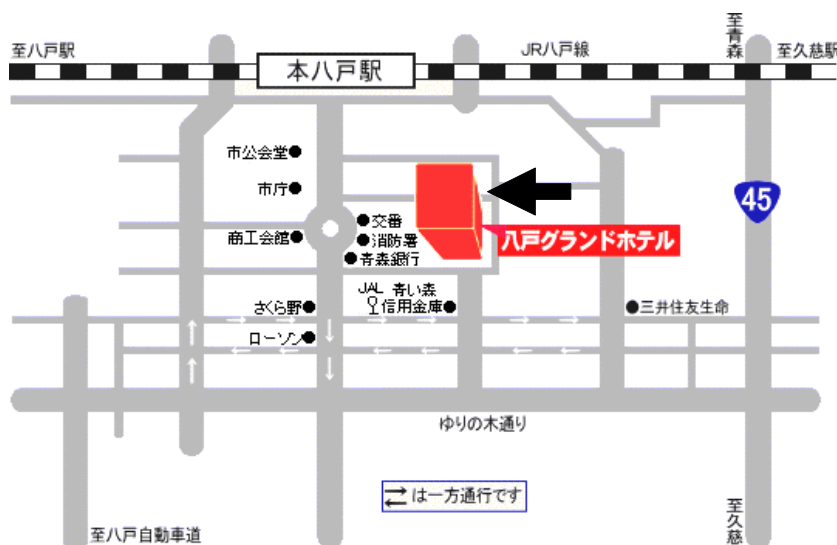 至八戸駅
本八戸駅
JR八戸線
至青森
至久慈駅
市公会堂
市庁
45
商工会館
交番
消防署
青森銀行
八戸グランドホテル
JAL 青い森
信用金庫
さくら野
三井住友生命
ローソン
ゆりの木通り
⇄は一方通行です
至八戸自動車道
至久慈